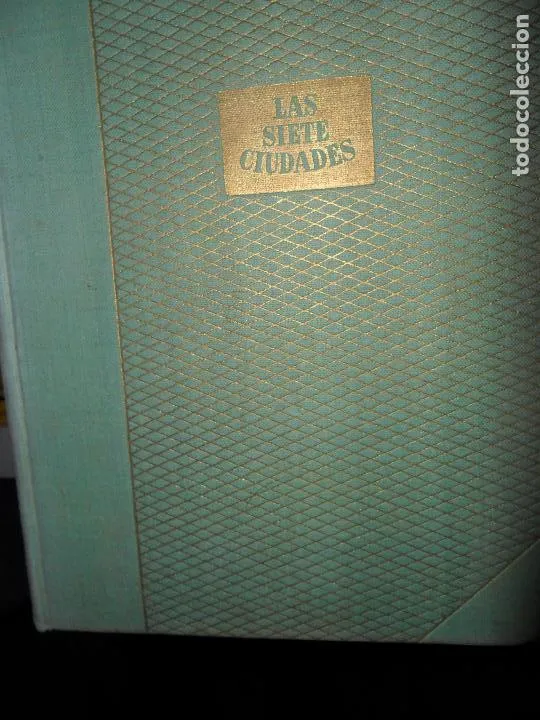 LAS
SIETE
CIUDADES
todocoleccion